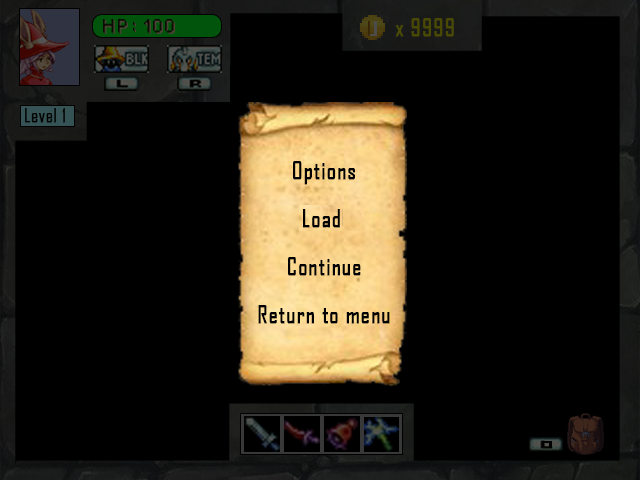 HP: 100
x 9999
BLK
TEM
L
R
Level 1
Options
Load
Continue
Return to menu